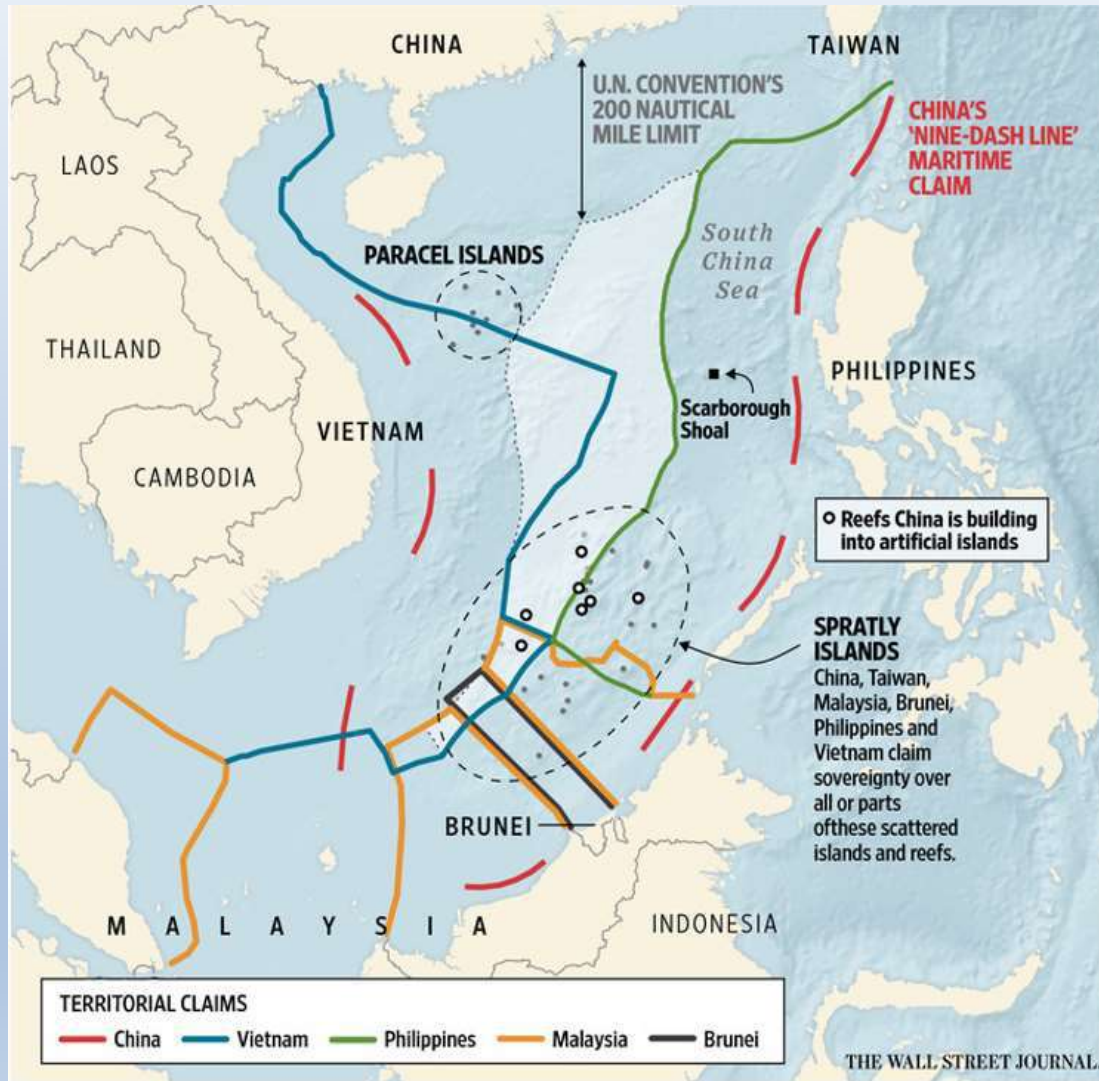 CHINA
TAIWAN
U.N. CONVENTION'S
200 NAUTICAL
MILE LIMIT
CHINA'S
'NINE-DASH LINE'
MARITIME
CLAIM
LAOS
South
China
Sea
PARACEL ISLANDS
THAILAND
PHILIPPINES
Scarborough
Shoal
VIETNAM
CAMBODIA
Reefs China is building
into artificial islands
SPRATLY
ISLANDS
China, Taiwan,
Malaysia, Brunei,
Philippines and
Vietnam claim
sovereignty over
all or parts
ofthese scattered
islands and reefs.
BRUNEI
MALAYSIA
INDONESIA
TERRITORIAL CLAIMS
China Vietnam Philippines Malaysia Brunei
THE WALL STREET JOURNAL.